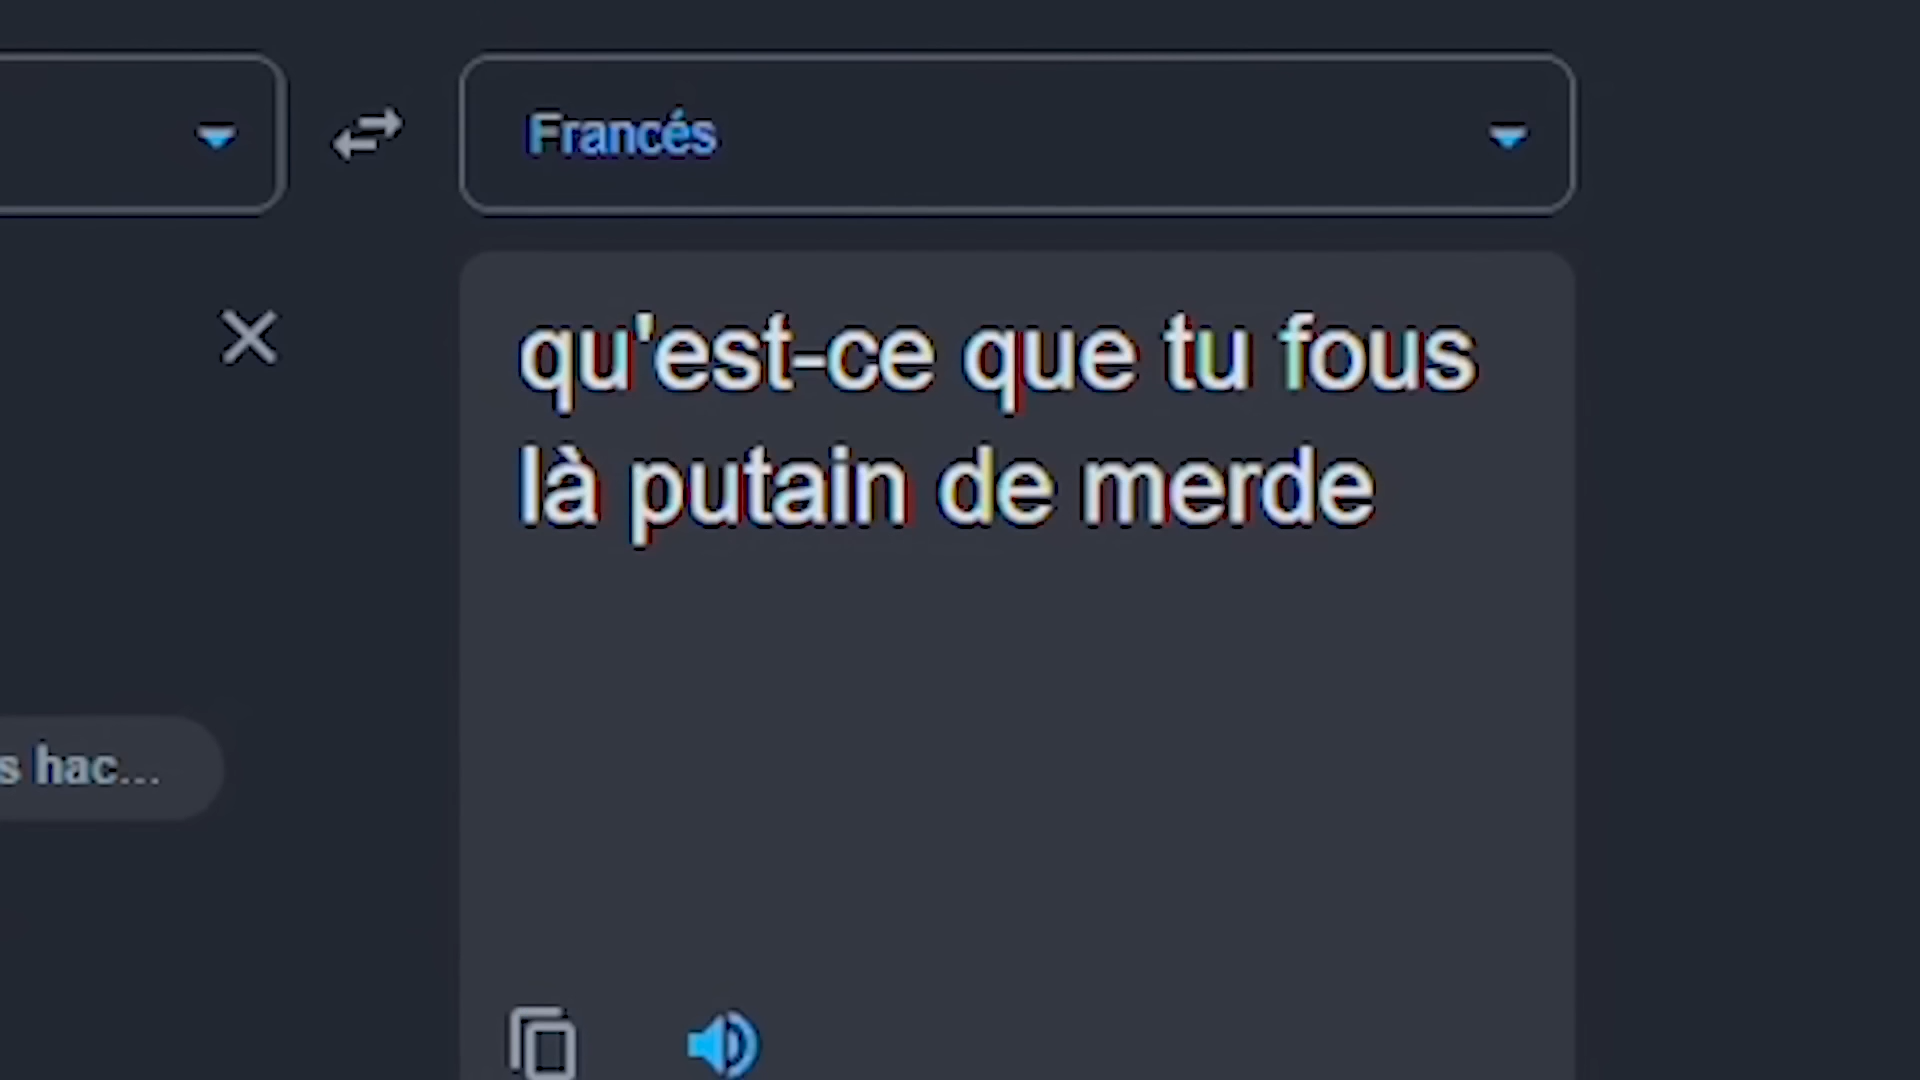 Francés
qu'est-ce que tu fous
là putain de merde
s hac...